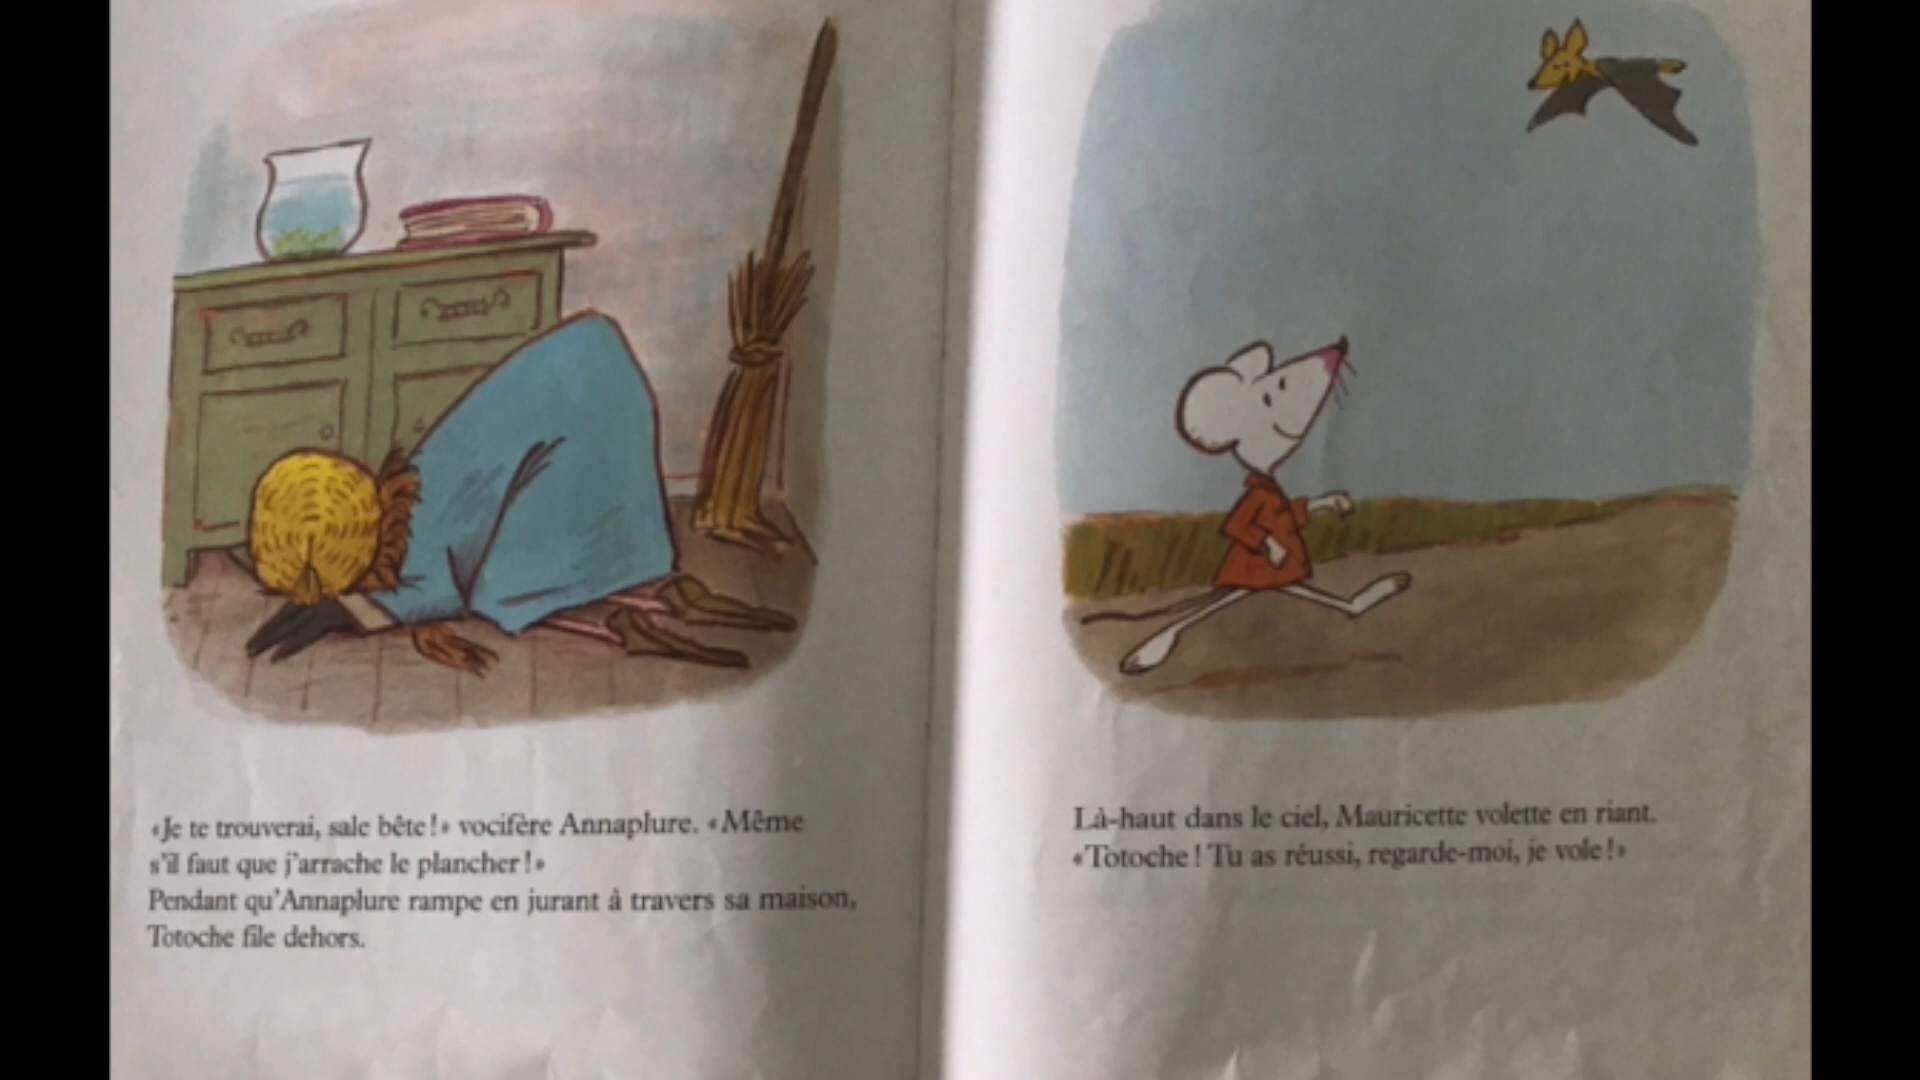 «Je te trouverai, sale bête!» vocifère Annaplure. «Même
s'il faut que j'arrache le plancher!»
Pendant qu'Annaplure rampe en jurant à travers sa maison,
Totoche file dehors.
Là-haut dans le ciel, Mauricette volette en riant.
«Totoche! Tu as réussi, regarde-moi, je vole!»